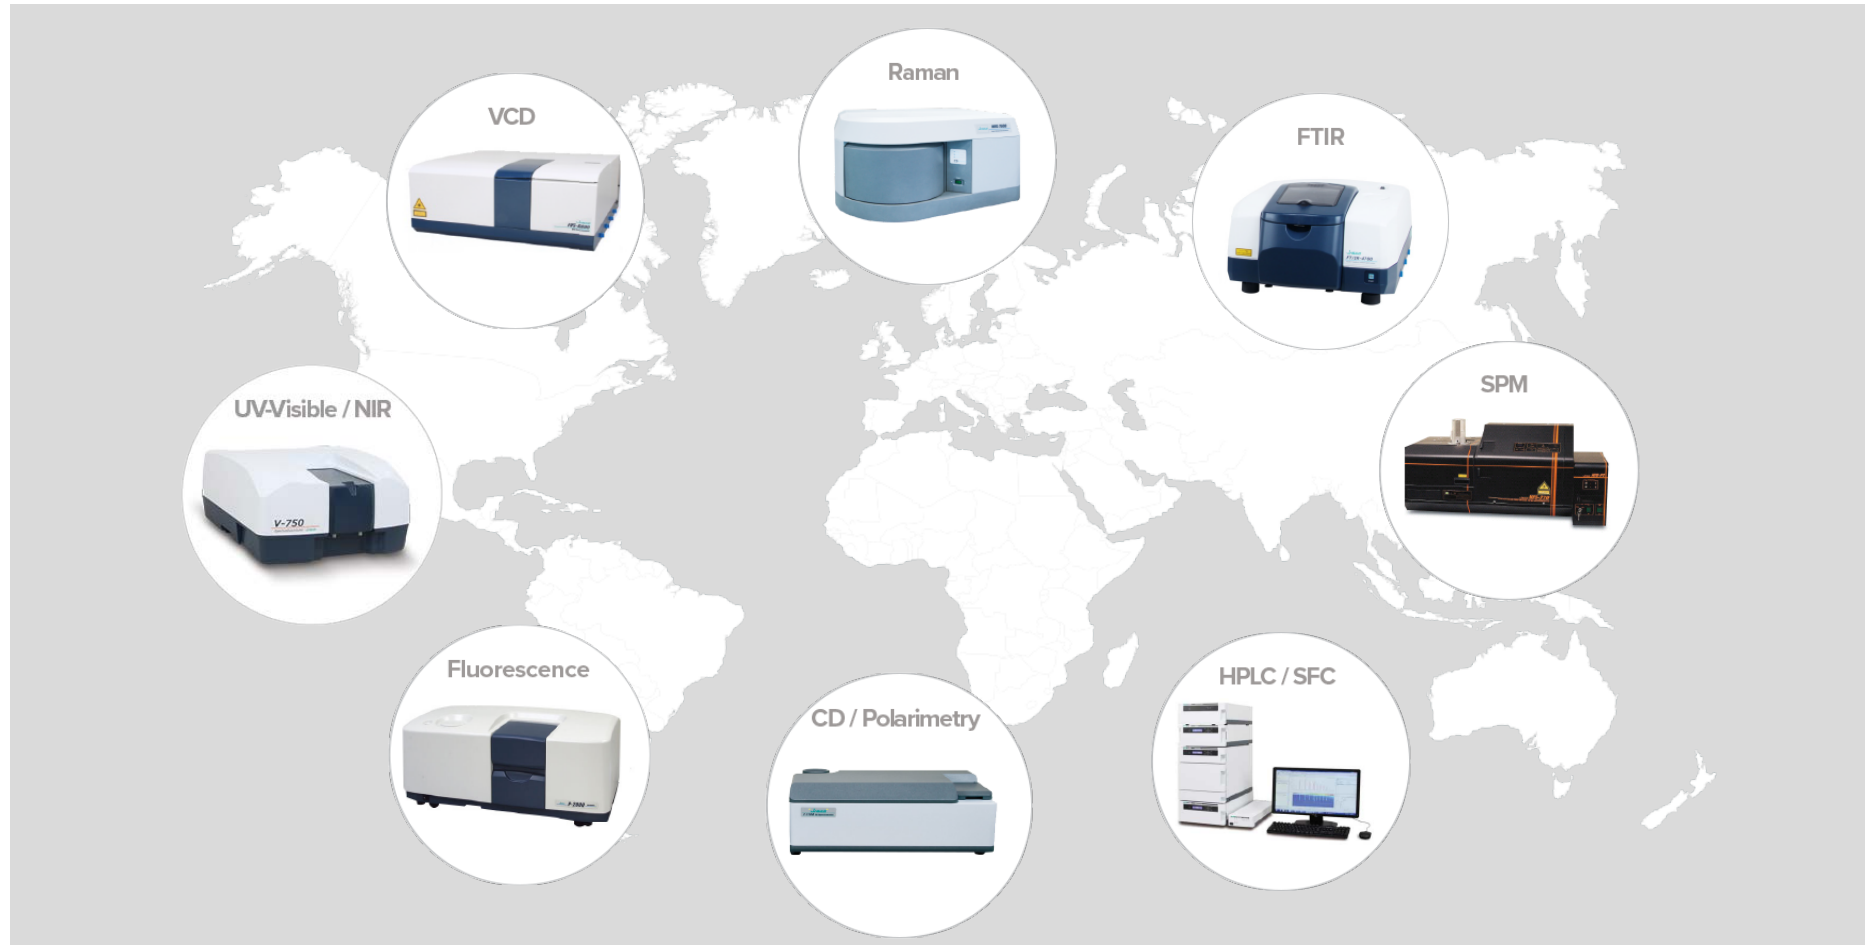 Raman
VCD
FTIR
SPM
UV-Visible / NIR
V-750
Fluorescence
HPLC / SFC
CD / Polarimetry